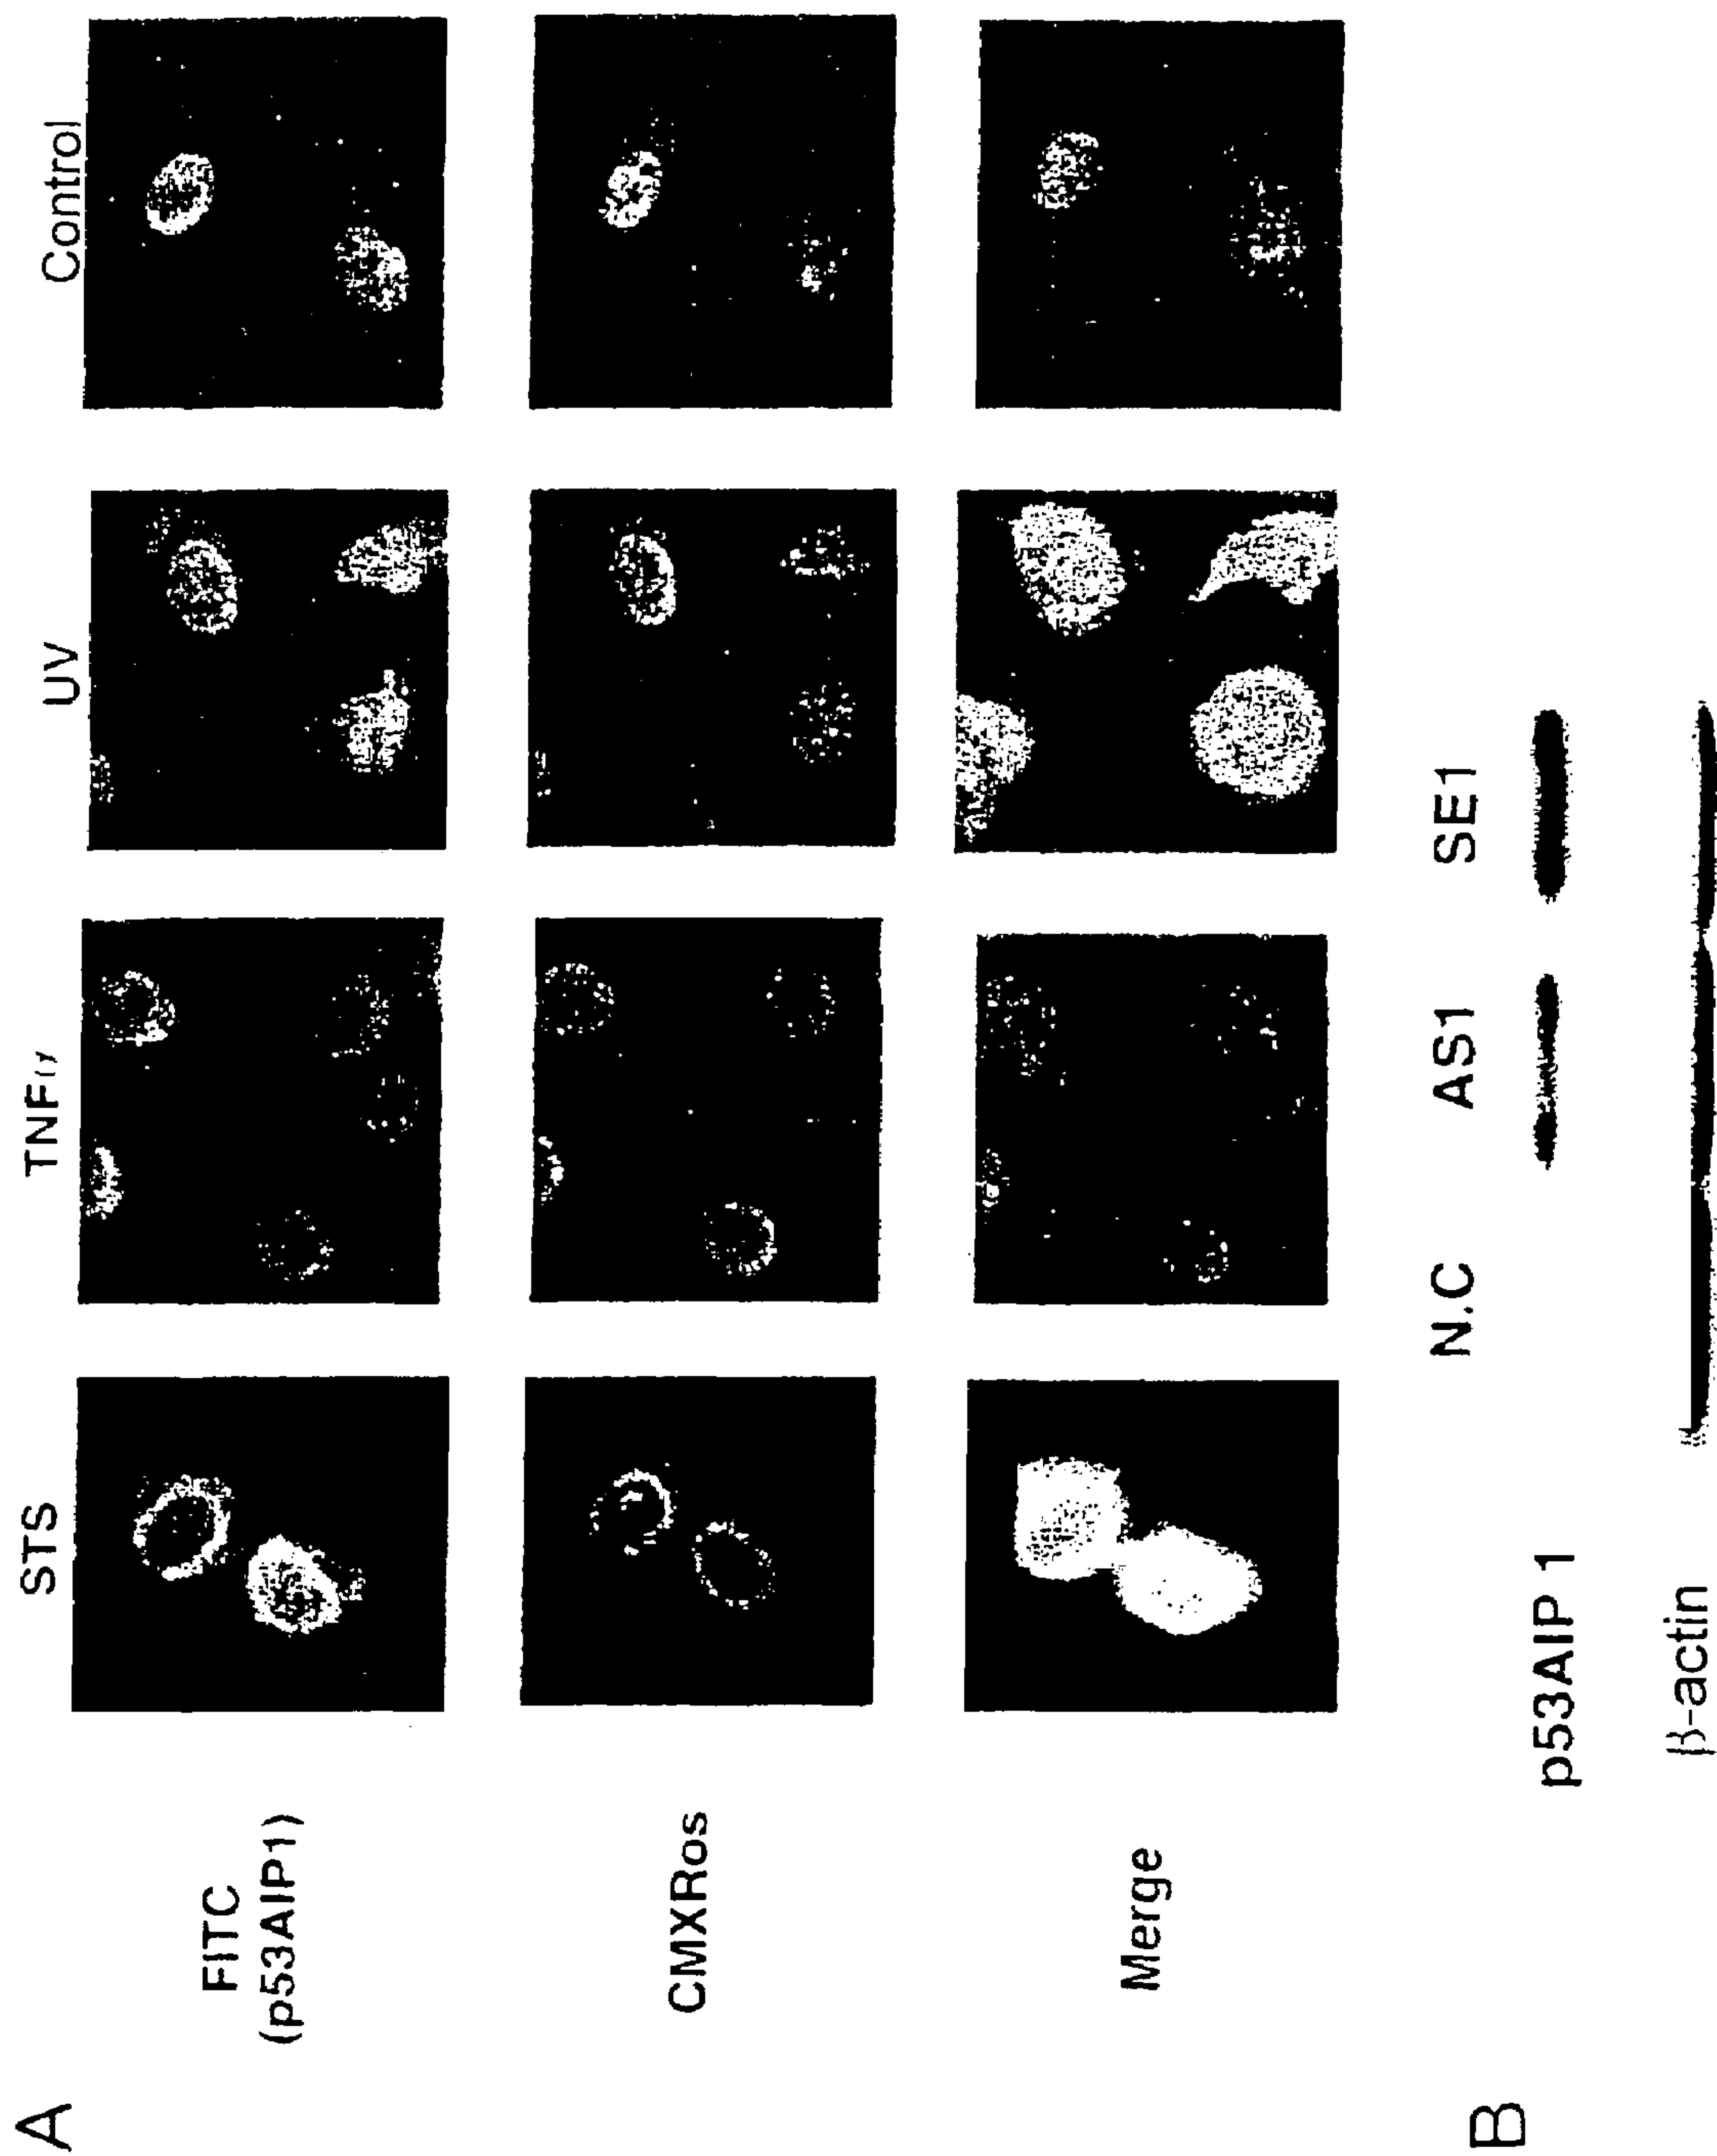 A
STS
TNFα
UV
Control
FITC
(p53AIP1)
CMXRos
Merge
B
N.C
AS1
SE1
p53AIP 1
β-actin